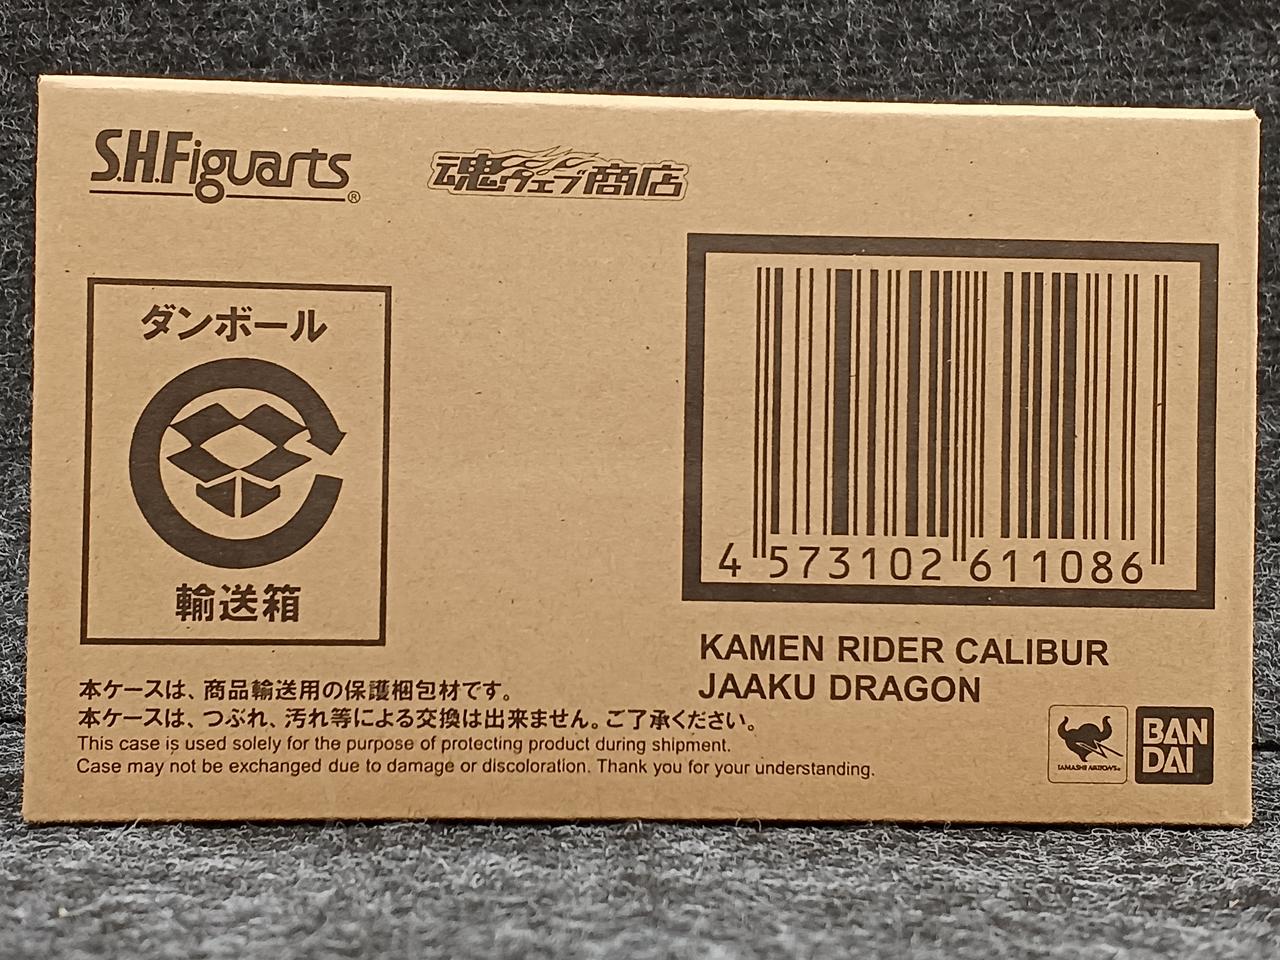 S.H.Figuarts®
魂ウェブ商店
ダンボール
輸送箱
4 573102 611086
KAMEN RIDER CALIBUR
JAAKU DRAGON
本ケースは、商品輸送用の保護梱包材です。
本ケースは、つぶれ、汚れ等による交換は出来ません。ご了承ください。
This case is used solely for the purpose of protecting product during shipment.
Case may not be exchanged due to damage or discoloration. Thank you for your understanding.
TAMASHII NATIONS
BAN
DAI